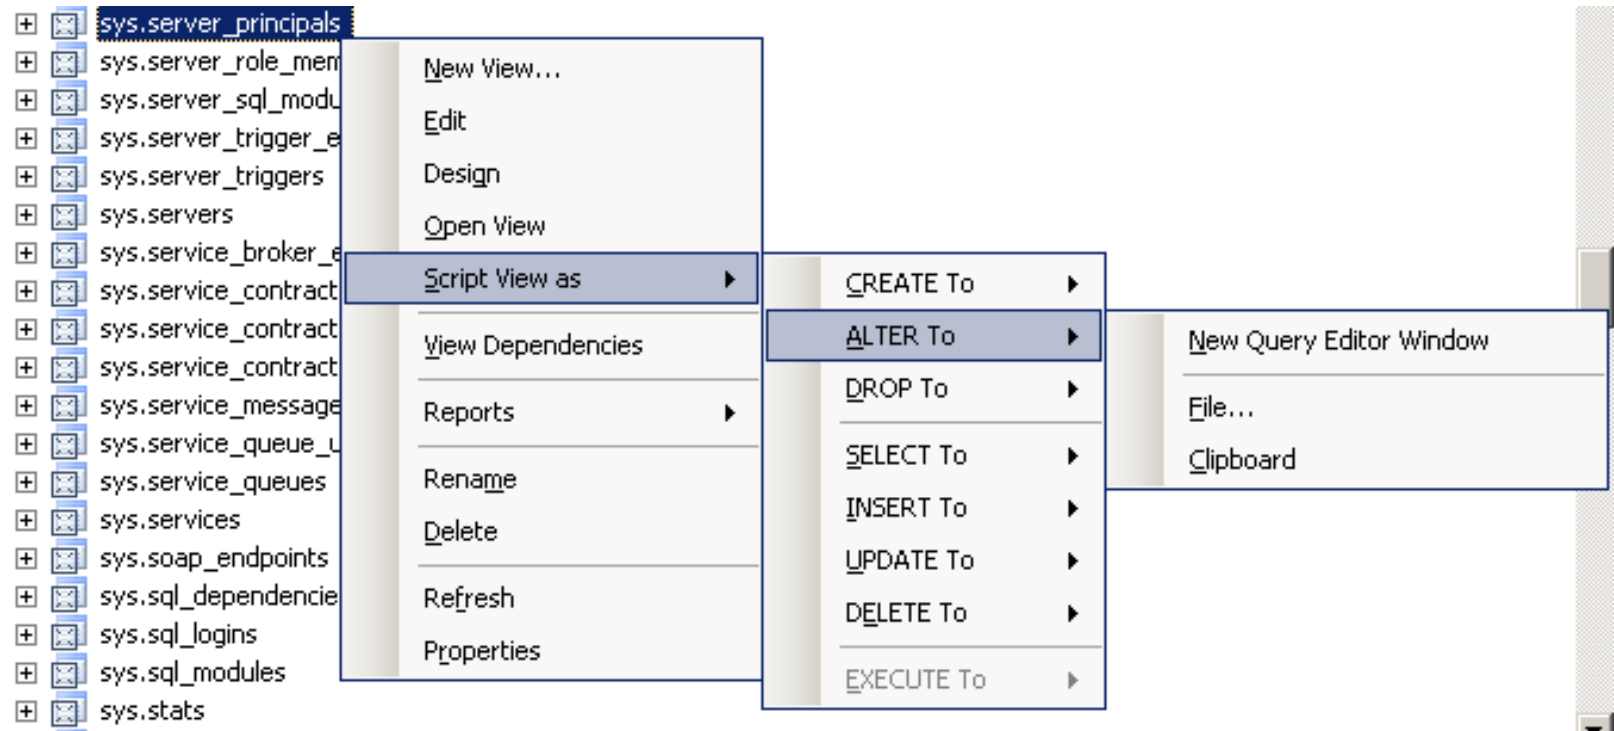 sys.server_principals
sys.server_role_mem
sys.server_sql_modu
sys.server_trigger_e
sys.server_triggers
sys.servers
sys.service_broker_e
sys.service_contract
sys.service_contract
sys.service_contract
sys.service_message
sys.service_queue_u
sys.service_queues
sys.services
sys.soap_endpoints
sys.sql_dependencie
sys.sql_logins
sys.sql_modules
sys.stats
New View...
Edit
Design
Open View
Script View as
View Dependencies
Reports
Rename
Delete
Refresh
Properties
CREATE To
ALTER To
DROP To
SELECT To
INSERT To
UPDATE To
DELETE To
EXECUTE To
New Query Editor Window
File...
Clipboard